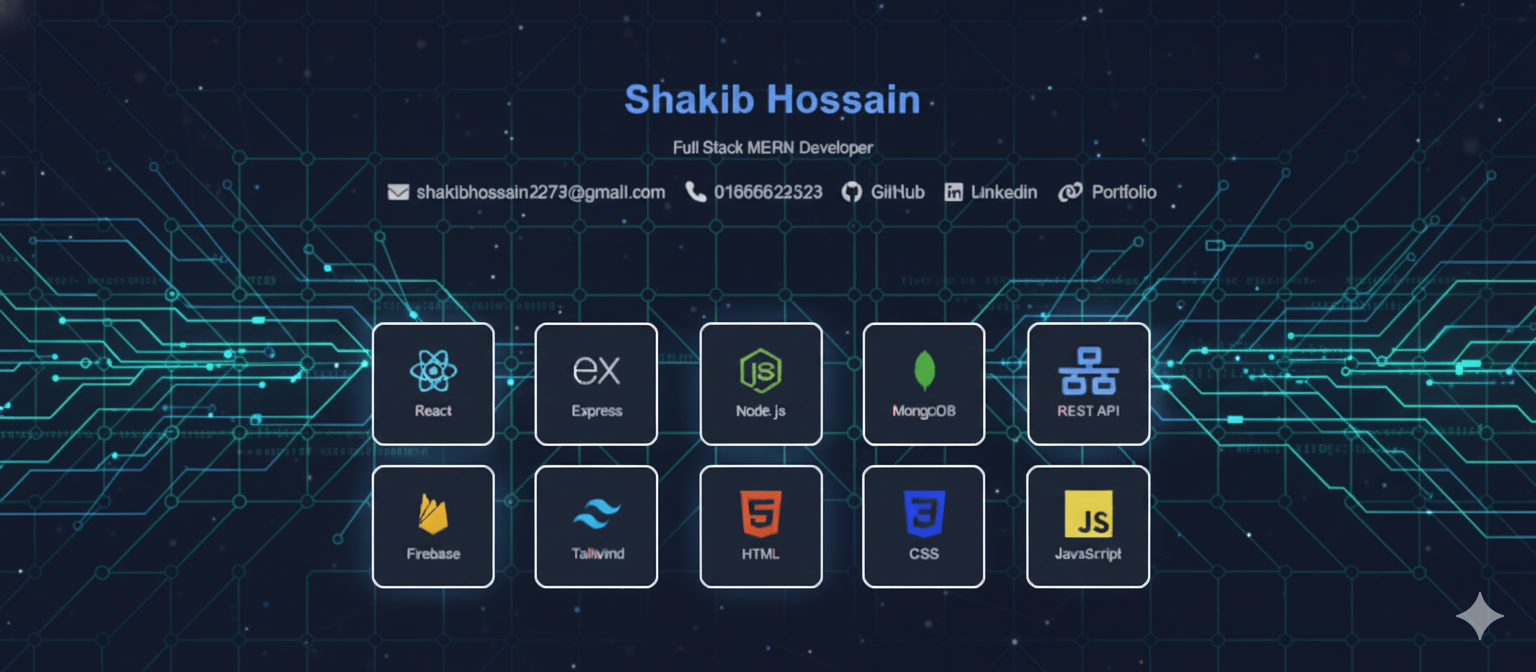 Shakib Hossain
Full Stack MERN Developer
shakibhossain2273@gmail.com 01866622523 GitHub Linkedin Portfolio
React ex Express JS Node.js MongoDB REST API
Firebase Tailwind 5 HTML 3 CSS JS JavaScript